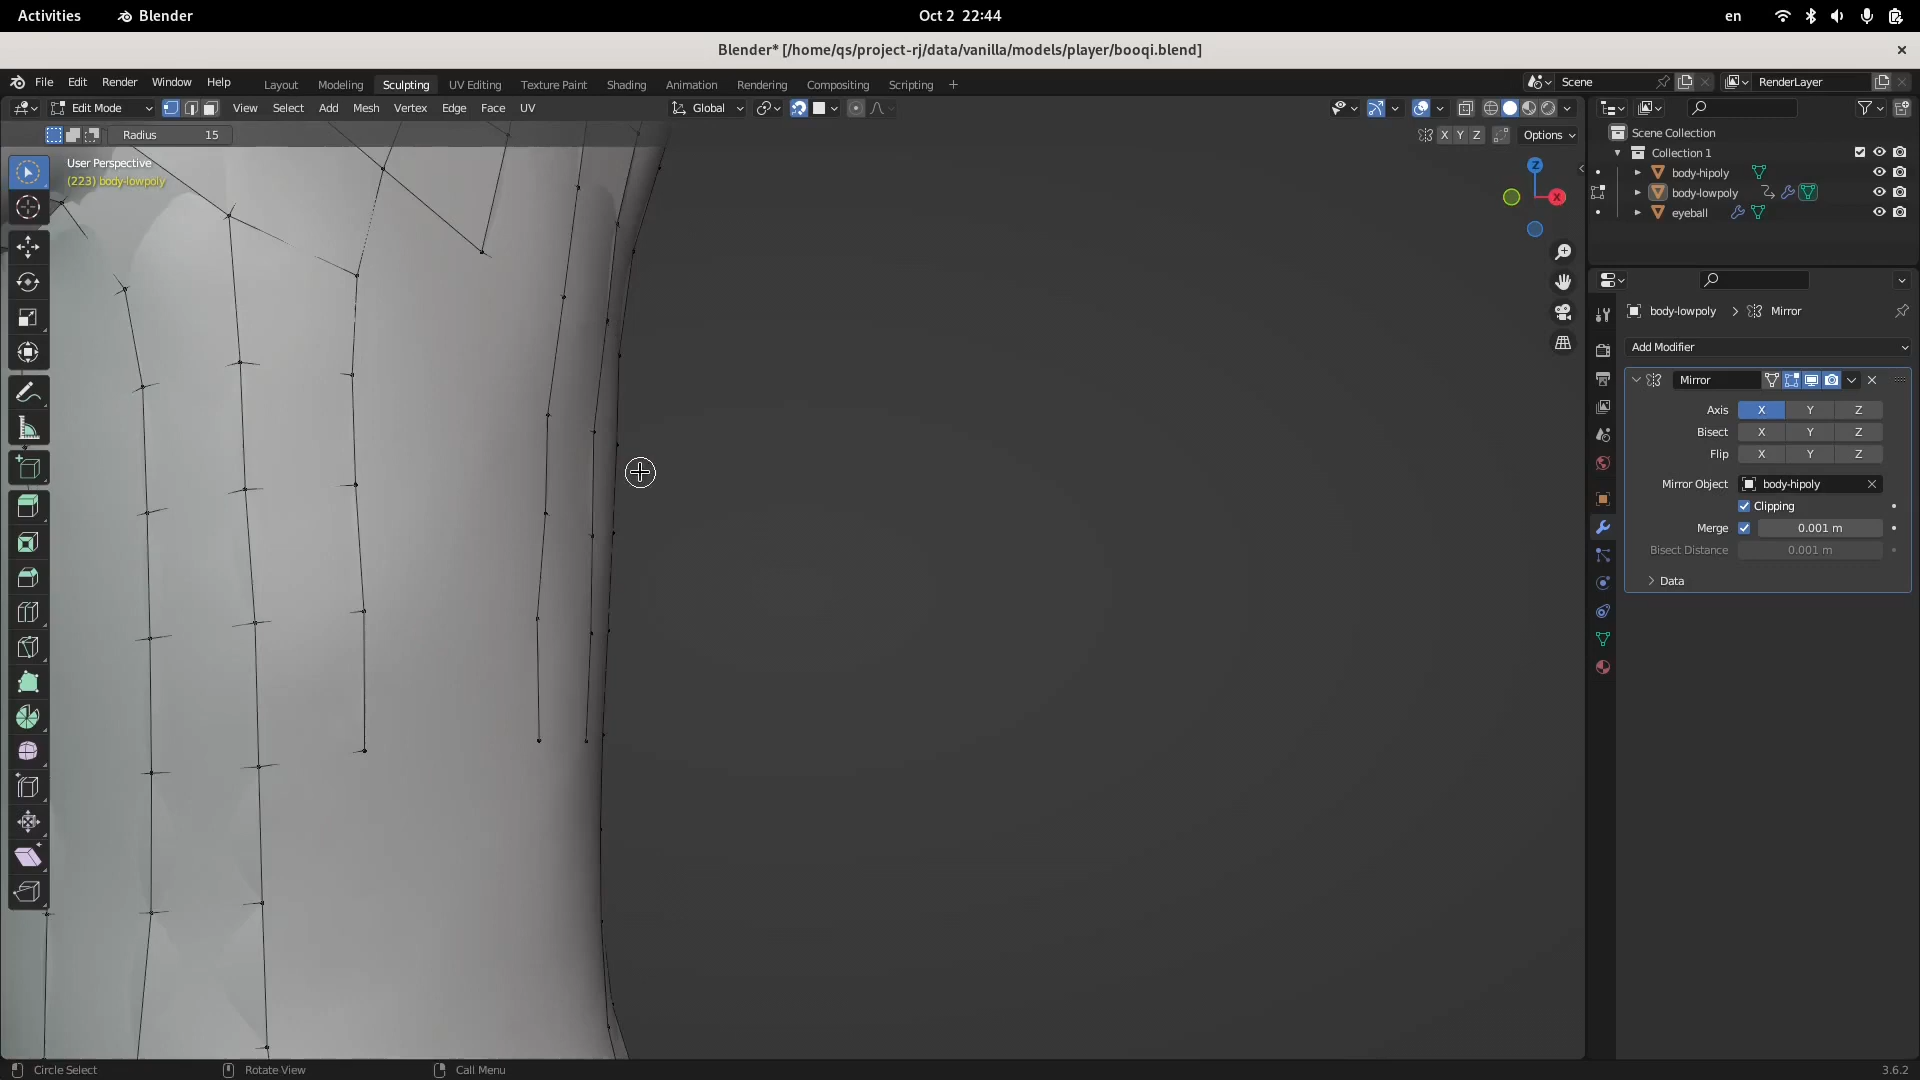 Activities Blender Oct 2 22:44 en
Blender* [/home/qs/project-rj/data/vanilla/models/player/booqi.blend]
File Edit Render Window Help Layout Modeling Sculpting UV Editing Texture Paint Shading Animation Rendering Compositing Scripting Scene RenderLayer
Edit Mode View Select Add Mesh Vertex Edge Face UV Global
Radius 15 X Y Z Options
User Perspective
(223) body-lowpoly
Z
X
Scene Collection
Collection 1
body-hipoly
body-lowpoly
eyeball
body-lowpoly Mirror
Add Modifier
Mirror
Axis X Y Z
Bisect X Y Z
Flip X Y Z
Mirror Object body-hipoly
Clipping
Merge 0.001 m
Bisect Distance 0.001 m
Data
Circle Select Rotate View Call Menu 3.6.2